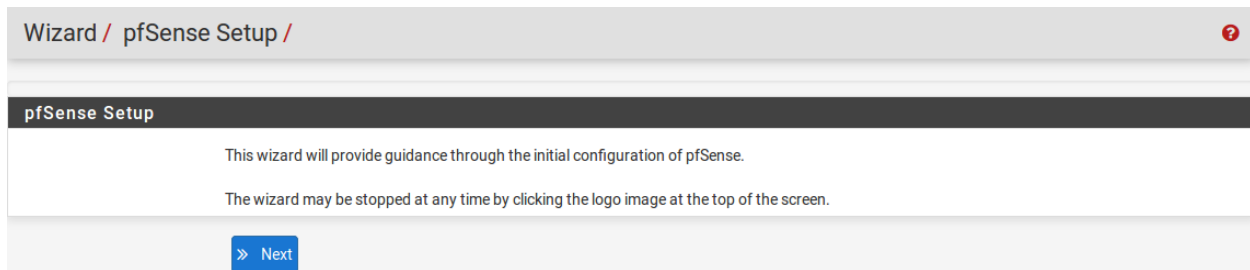 Wizard / pfSense Setup /
pfSense Setup
This wizard will provide guidance through the initial configuration of pfSense.
The wizard may be stopped at any time by clicking the logo image at the top of the screen.
» Next